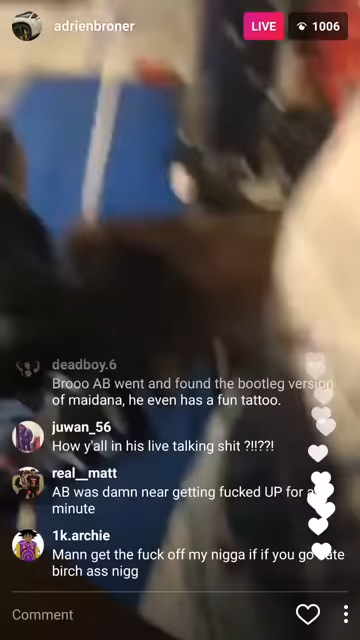 adrienbroner
LIVE
1006
deadboy.6
Brooo AB went and found the bootleg version
of maidana, he even has a fun tattoo.
juwan_56
How y'all in his live talking shit ?!!??!
real__matt
AB was damn near getting fucked UP for a
minute
1k.archie
Mann get the fuck off my nigga if if you go ate
birch ass nigg
Comment